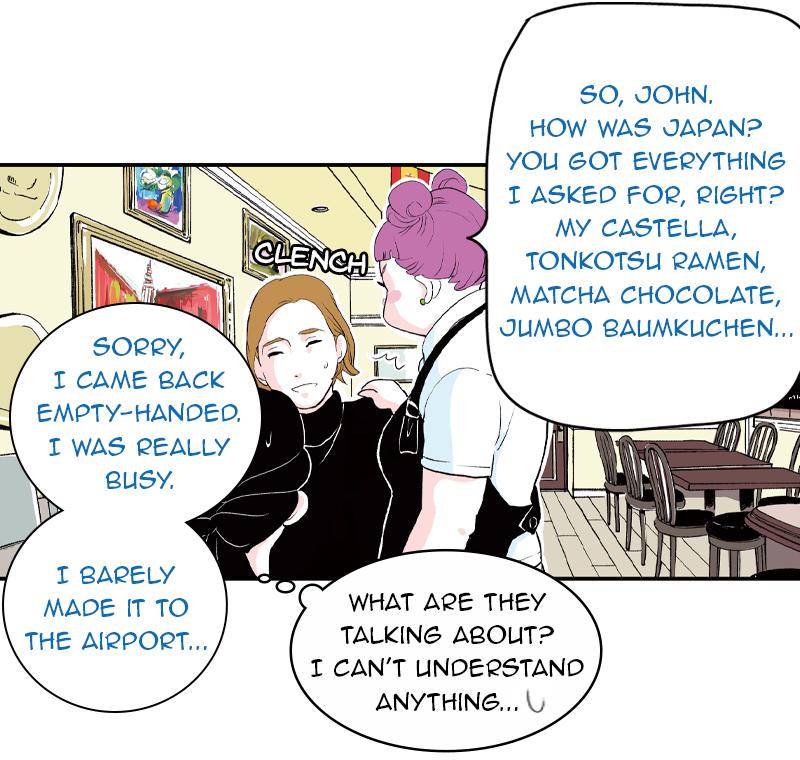 SO, JOHN.
HOW WAS JAPAN?
YOU GOT EVERYTHING
I ASKED FOR, RIGHT?
MY CASTELLA,
TONKOTSU RAMEN,
MATCHA CHOCOLATE,
JUMBO BAUMKUCHEN...
CLENCH
SORRY,
I CAME BACK
EMPTY-HANDED.
I WAS REALLY
BUSY.
I BARELY
MADE IT TO
THE AIRPORT...
WHAT ARE THEY
TALKING ABOUT?
I CAN'T UNDERSTAND
ANYTHING...